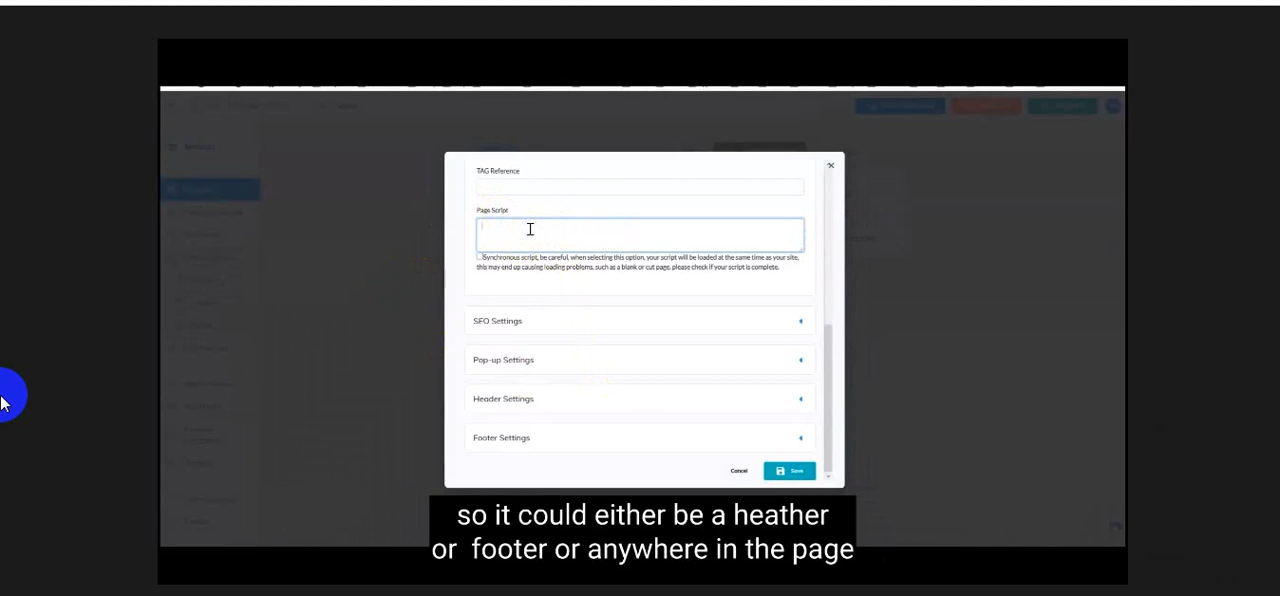 TAG Reference
Page Script
Synchronous script, be careful, when selecting this option, your script will be loaded at the same time as your site,
this may end up causing loading problems, such as a blank or cut page, please check if your script is complete.
SEO Settings
Pop-up Settings
Header Settings
Footer Settings
Cancel
Save
so it could either be a heather
or footer or anywhere in the page